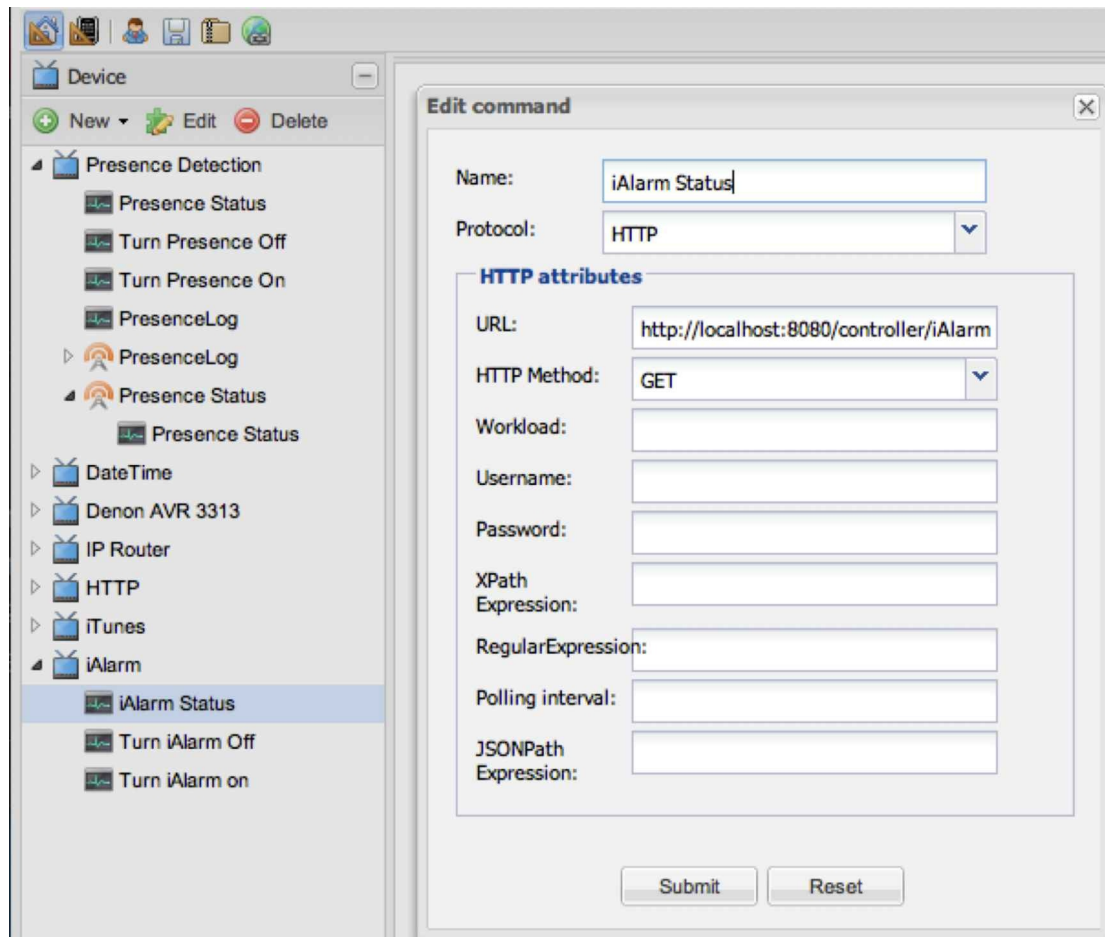 Device
New
Edit
Delete
Presence Detection
Presence Status
Turn Presence Off
Turn Presence On
PresenceLog
PresenceLog
Presence Status
Presence Status
DateTime
Denon AVR 3313
IP Router
HTTP
iTunes
iAlarm
iAlarm Status
Turn iAlarm Off
Turn iAlarm on
Edit command
Name:
iAlarm Status
Protocol:
HTTP
HTTP attributes
URL:
http://localhost:8080/controller/iAlarm
HTTP Method:
GET
Workload:
Username:
Password:
XPath
Expression:
RegularExpression:
Polling interval:
JSONPath
Expression:
Submit
Reset